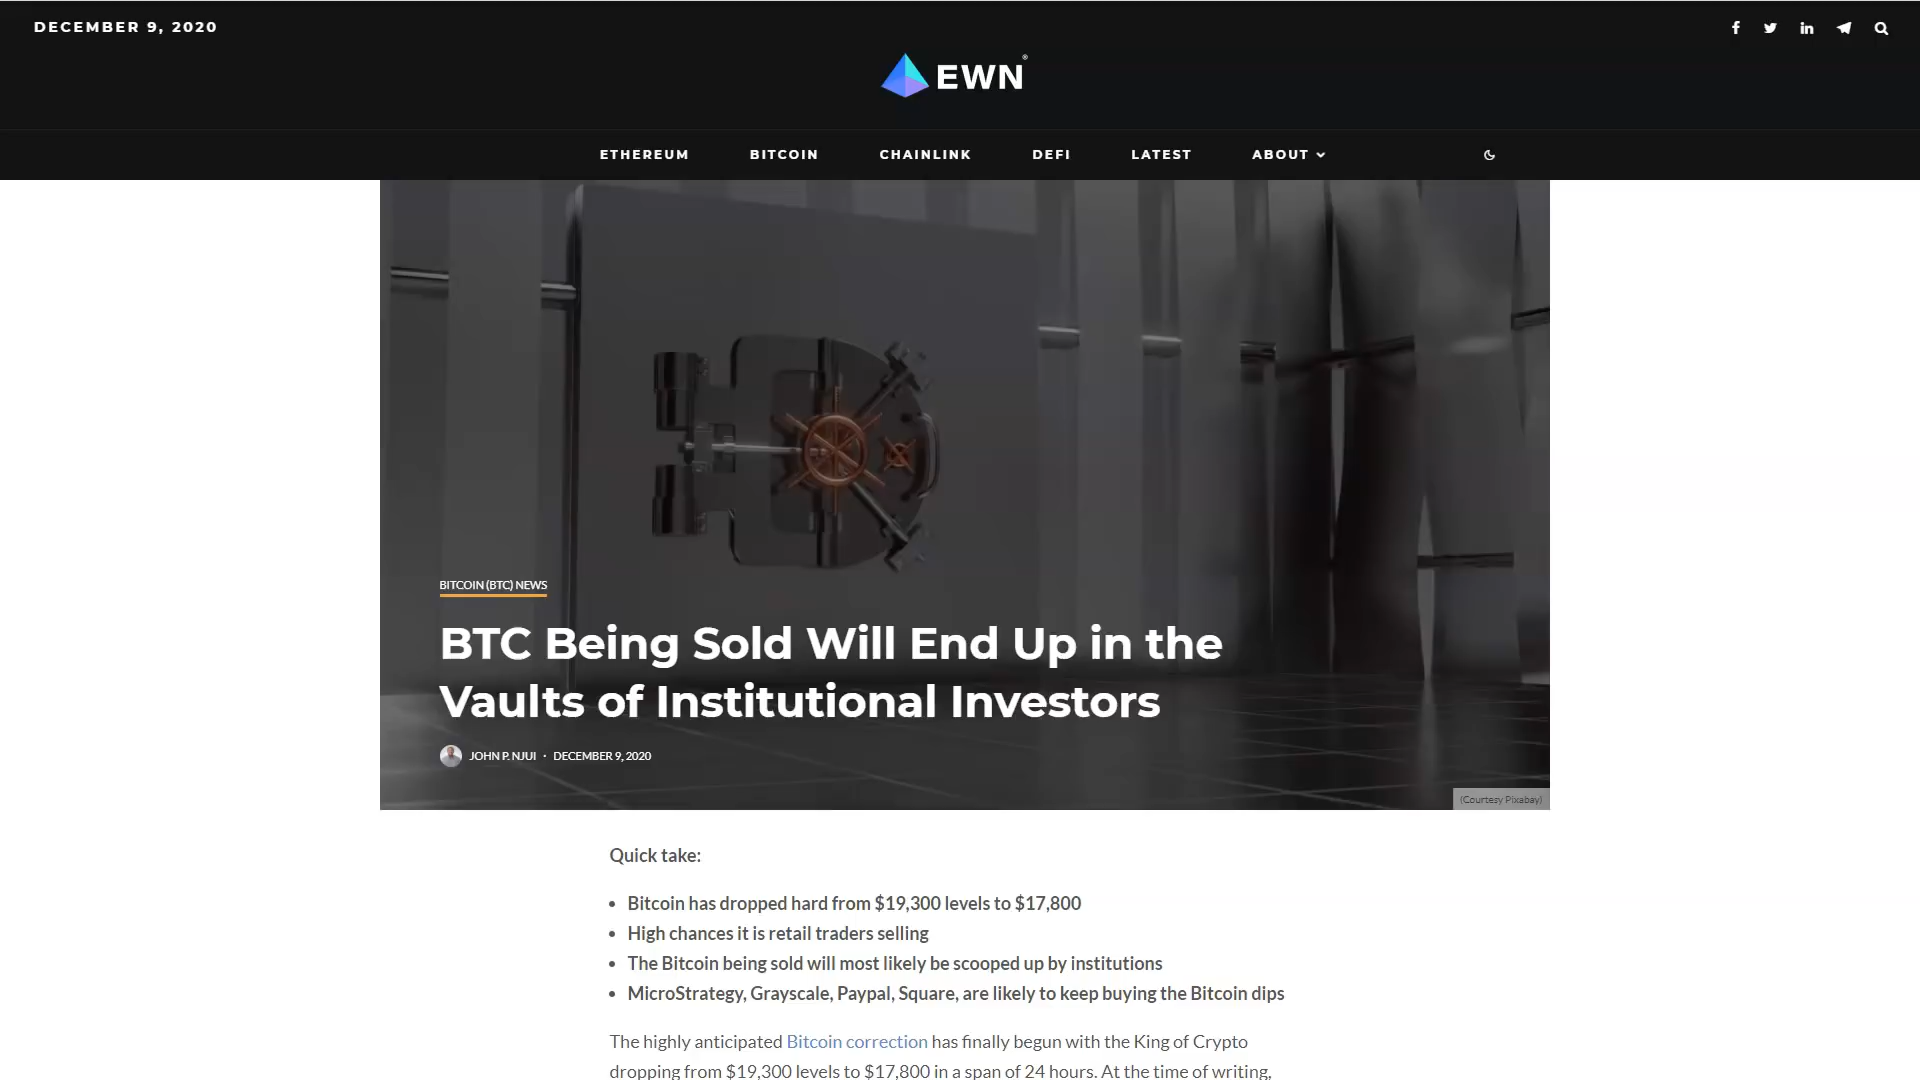 DECEMBER 9, 2020
EWN®
ETHEREUM BITCOIN CHAINLINK DEFI LATEST ABOUT
BITCOIN (BTC) NEWS
BTC Being Sold Will End Up in the
Vaults of Institutional Investors
JOHN P. NJUI · DECEMBER 9, 2020
(Courtesy Pixabay)
Quick take:
• Bitcoin has dropped hard from $19,300 levels to $17,800
• High chances it is retail traders selling
• The Bitcoin being sold will most likely be scooped up by institutions
• MicroStrategy, Grayscale, Paypal, Square, are likely to keep buying the Bitcoin dips
The highly anticipated Bitcoin correction has finally begun with the King of Crypto
dropping from $19,300 levels to $17,800 in a span of 24 hours. At the time of writing,